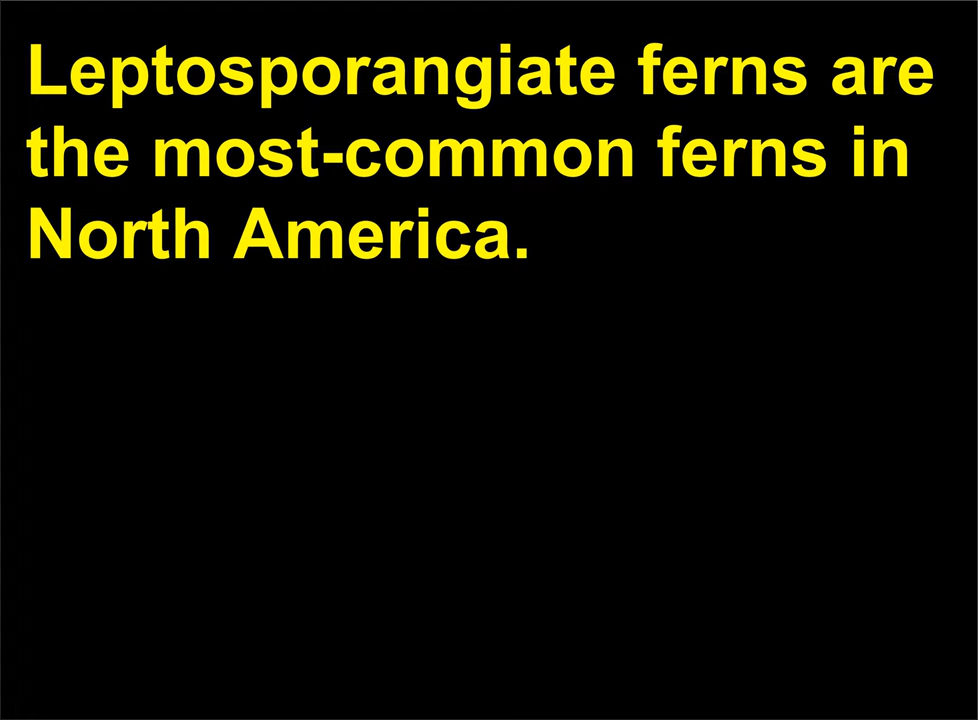 Leptosporangiate ferns are
the most-common ferns in
North America.